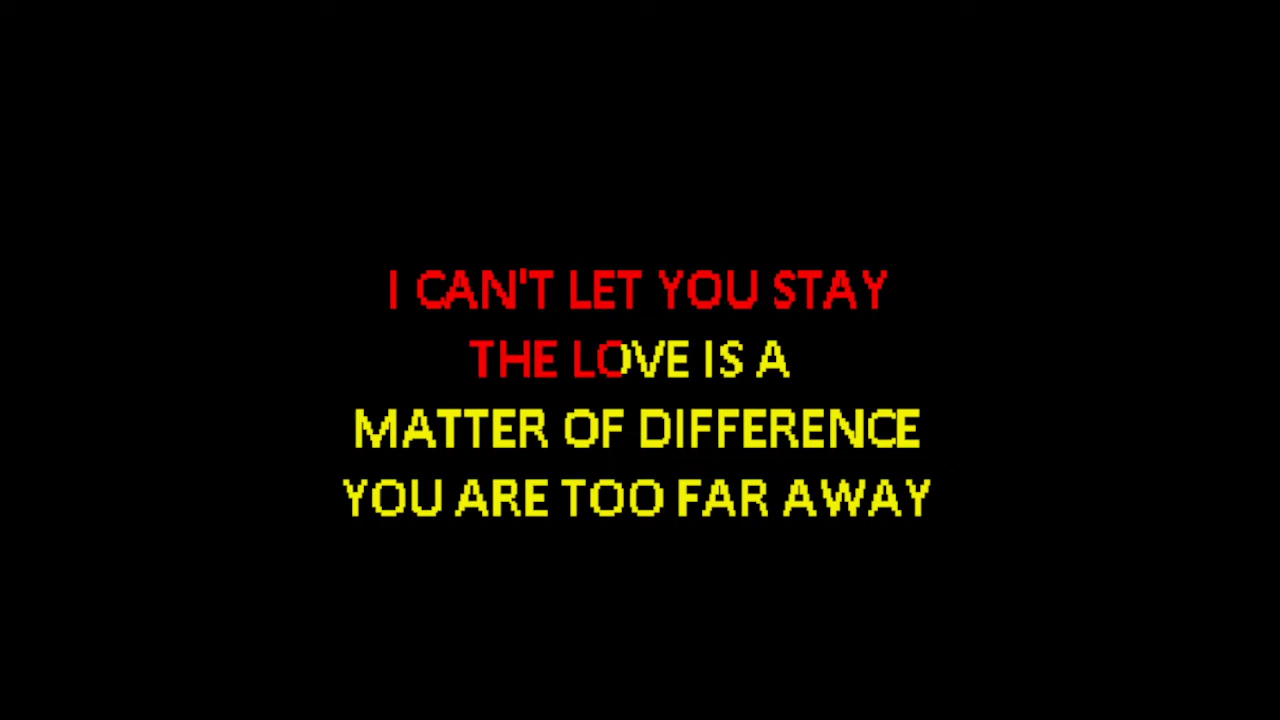 I CAN'T LET YOU STAY
THE LOVE IS A
MATTER OF DIFFERENCE
YOU ARE TOO FAR AWAY